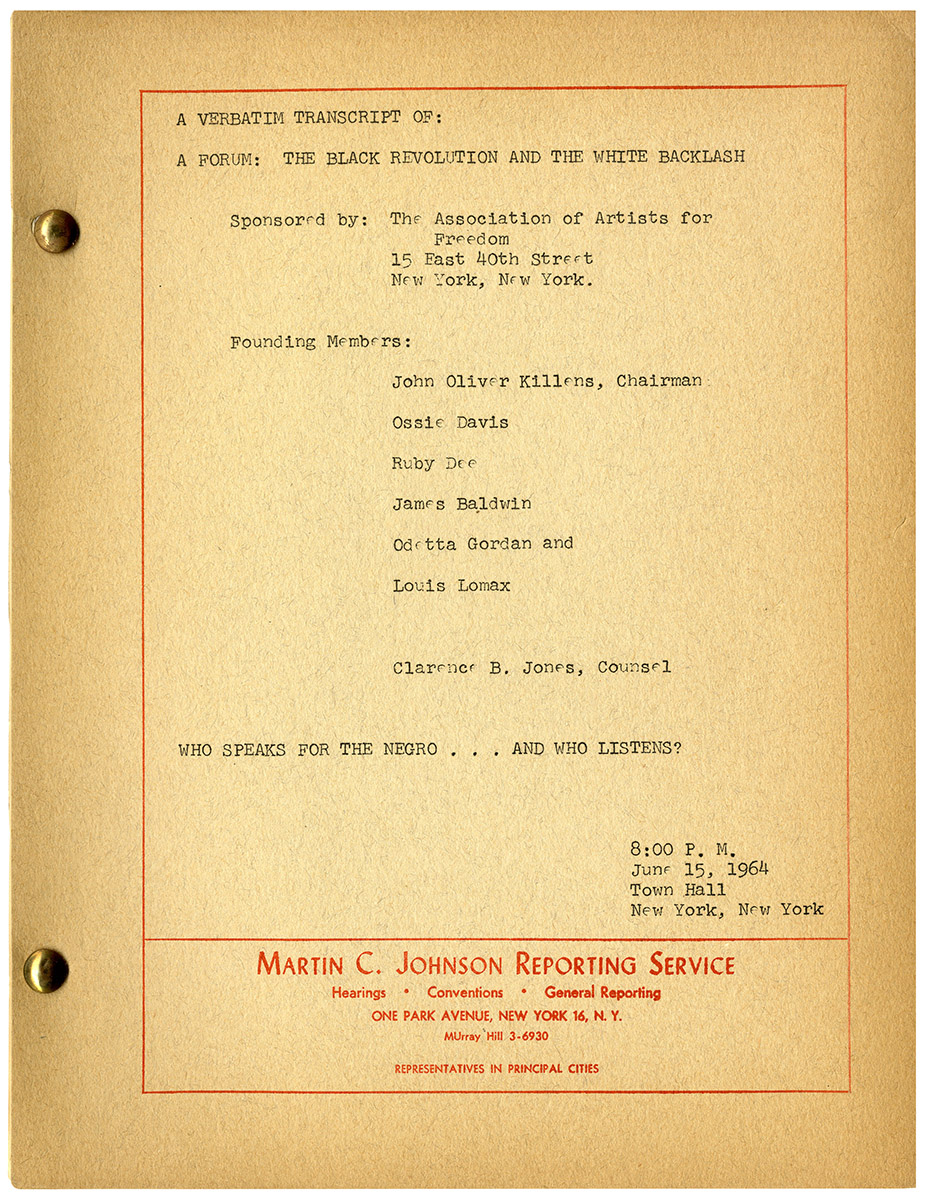 A VERBATIM TRANSCRIPT OF:
A FORUM: THE BLACK REVOLUTION AND THE WHITE BACKLASH
Sponsored by: The Association of Artists for
Freedom
15 East 40th Street
New York, New York.
Founding Members:
John Oliver Killens, Chairman
Ossie Davis
Ruby Dee
James Baldwin
Odetta Gordan and
Louis Lomax
Clarence B. Jones, Counsel
WHO SPEAKS FOR THE NEGRO . . . AND WHO LISTENS?
8:00 P. M.
June 15, 1964
Town Hall
New York, New York
MARTIN C. JOHNSON REPORTING SERVICE
Hearings • Conventions • General Reporting
ONE PARK AVENUE, NEW YORK 16, N. Y.
MUrray Hill 3-6930
REPRESENTATIVES IN PRINCIPAL CITIES